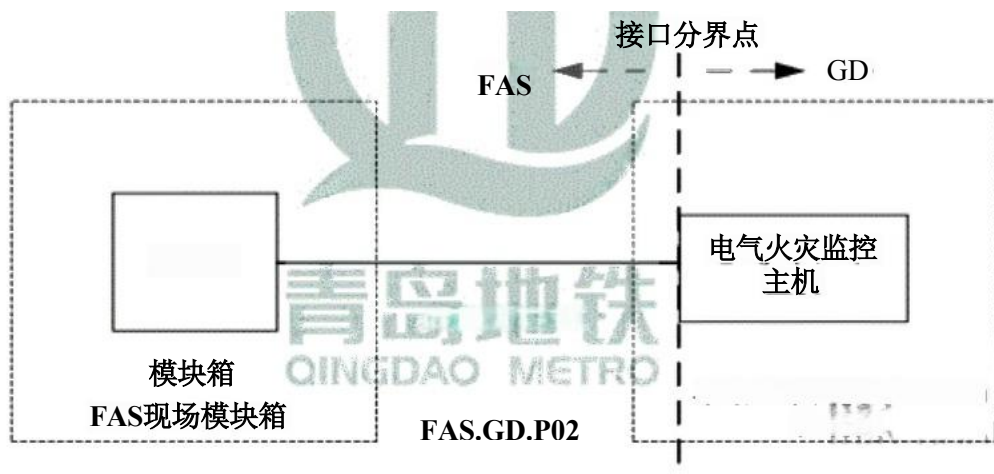 接口分界点
FAS
GD
电气火灾监控
主机
青岛地铁
QINGDAO METRO
模块箱
FAS现场模块箱
FAS.GD.P02